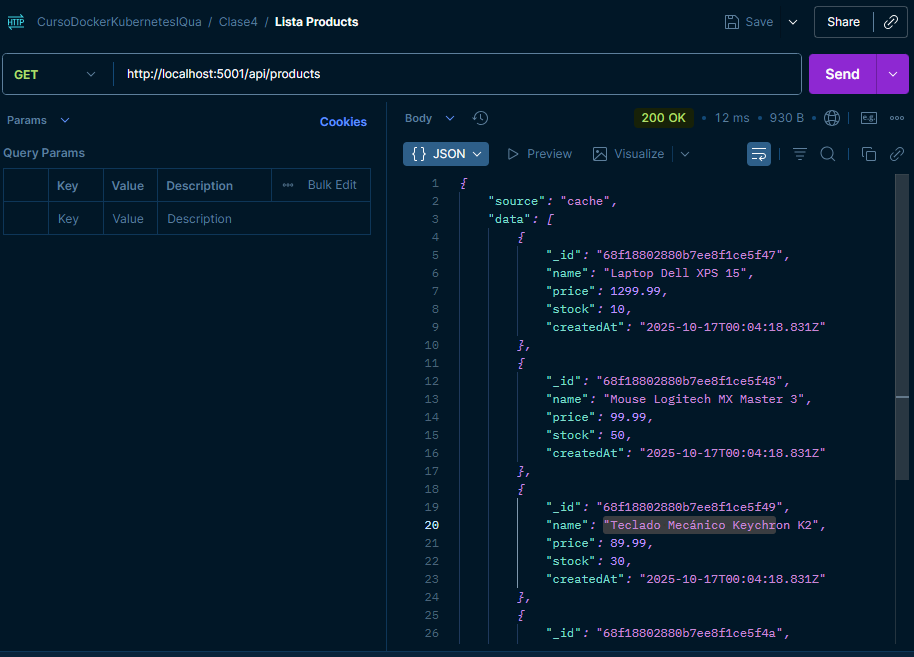 HTTP CursoDockerKubernetesIQua / Clase4 / Lista Products Save Share
GET http://localhost:5001/api/products Send
Params Cookies
Query Params
Key Value Description Bulk Edit
Key Value Description
Body 200 OK • 12 ms • 930 B • e.g.
{} JSON Preview Visualize
1 {
2 "source": "cache",
3 "data": [
4 {
5 "_id": "68f18802880b7ee8f1ce5f47",
6 "name": "Laptop Dell XPS 15",
7 "price": 1299.99,
8 "stock": 10,
9 "createdAt": "2025-10-17T00:04:18.831Z"
10 },
11 {
12 "_id": "68f18802880b7ee8f1ce5f48",
13 "name": "Mouse Logitech MX Master 3",
14 "price": 99.99,
15 "stock": 50,
16 "createdAt": "2025-10-17T00:04:18.831Z"
17 },
18 {
19 "_id": "68f18802880b7ee8f1ce5f49",
20 "name": "Teclado Mecánico Keychron K2",
21 "price": 89.99,
22 "stock": 30,
23 "createdAt": "2025-10-17T00:04:18.831Z"
24 },
25 {
26 "_id": "68f18802880b7ee8f1ce5f4a",